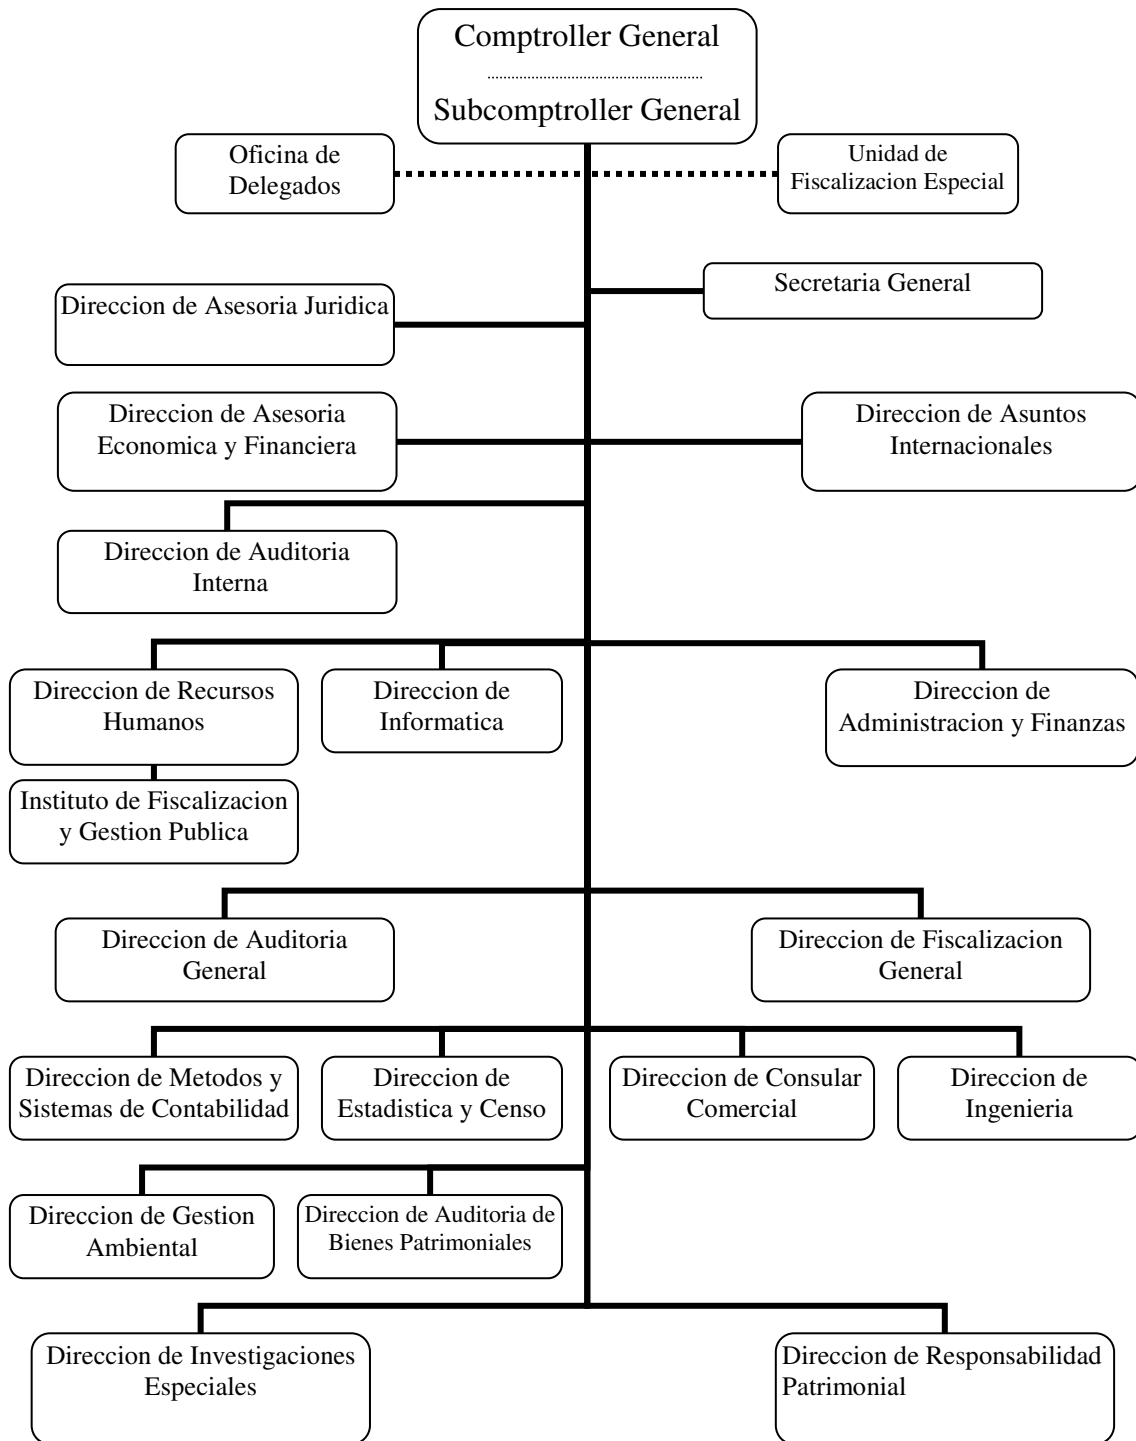 Comptroller General
Subcomptroller General
Oficina de
Delegados
Unidad de
Fiscalizacion Especial
Secretaria General
Direccion de Asesoria Juridica
Direccion de Asesoria
Economica y Financiera
Direccion de Asuntos
Internacionales
Direccion de Auditoria
Interna
Direccion de Recursos
Humanos
Direccion de
Informatica
Direccion de
Administracion y Finanzas
Instituto de Fiscalizacion
y Gestion Publica
Direccion de Auditoria
General
Direccion de Fiscalizacion
General
Direccion de Metodos y
Sistemas de Contabilidad
Direccion de
Estadistica y Censo
Direccion de Consular
Comercial
Direccion de
Ingenieria
Direccion de Gestion
Ambiental
Direccion de Auditoria de
Bienes Patrimoniales
Direccion de Investigaciones
Especiales
Direccion de Responsabilidad
Patrimonial